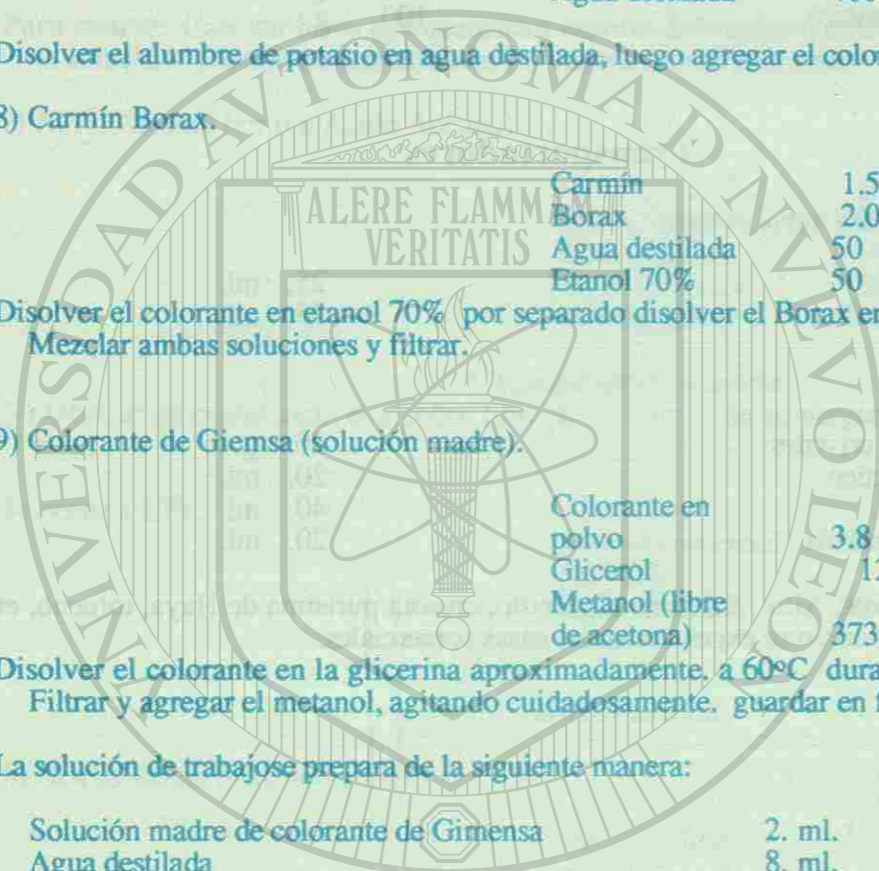 Disolver el alumbre de potasio en agua destilada, luego agregar el
8) Carmín Borax.
Carmín 1.5
Borax 2.0
Agua destilada 50
Etanol 70% 50
Disolver el colorante en etanol 70% por separado disolver el Borax en
Mezclar ambas soluciones y filtrar.
9) Colorante de Giemsa (solución madre).
Colorante en
polvo 3.8
Glicerol
Metanol (libre
de acetona) 373
Disolver el colorante en la glicerina aproximadamente. a 60ºC
Filtrar y agregar el metanol, agitando cuidadosamente. guardar en
La solución de trabajose prepara de la siguiente manera:
Solución madre de colorante de Gimensa 2. ml.
Agua destilada 8. ml.
UNIVERSIDAD AUTONOMA DE NUEVO LEON
ALERE FLAMMAM
VERITATIS